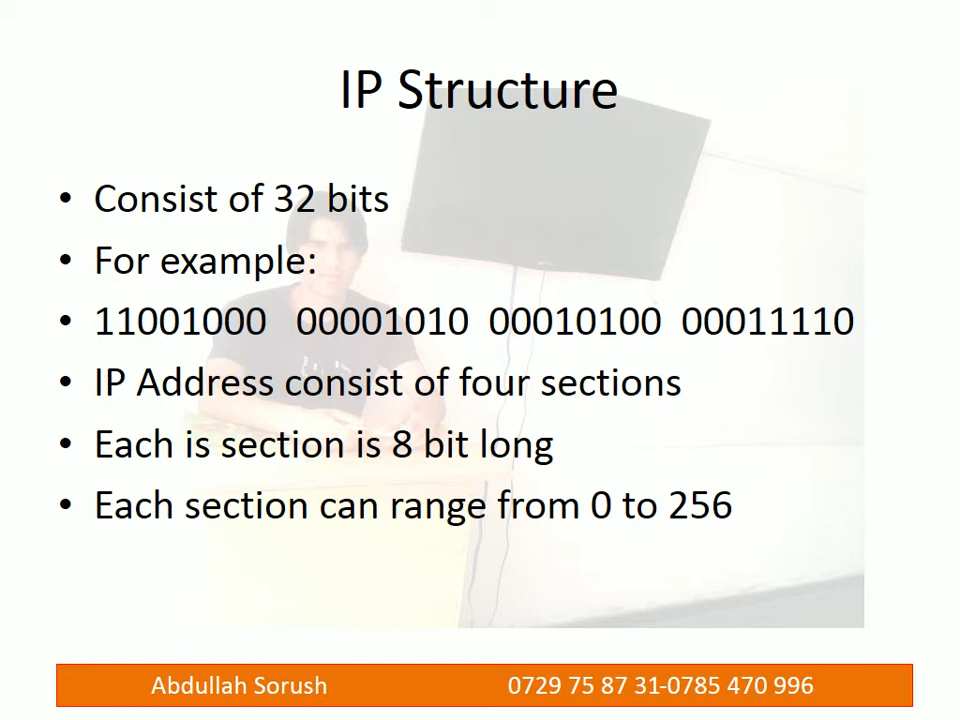 IP Structure
• Consist of 32 bits
• For example:
• 11001000 00001010 00010100 00011110
• IP Address consist of four sections
• Each is section is 8 bit long
• Each section can range from 0 to 256
Abdullah Sorush 0729 75 87 31-0785 470 996